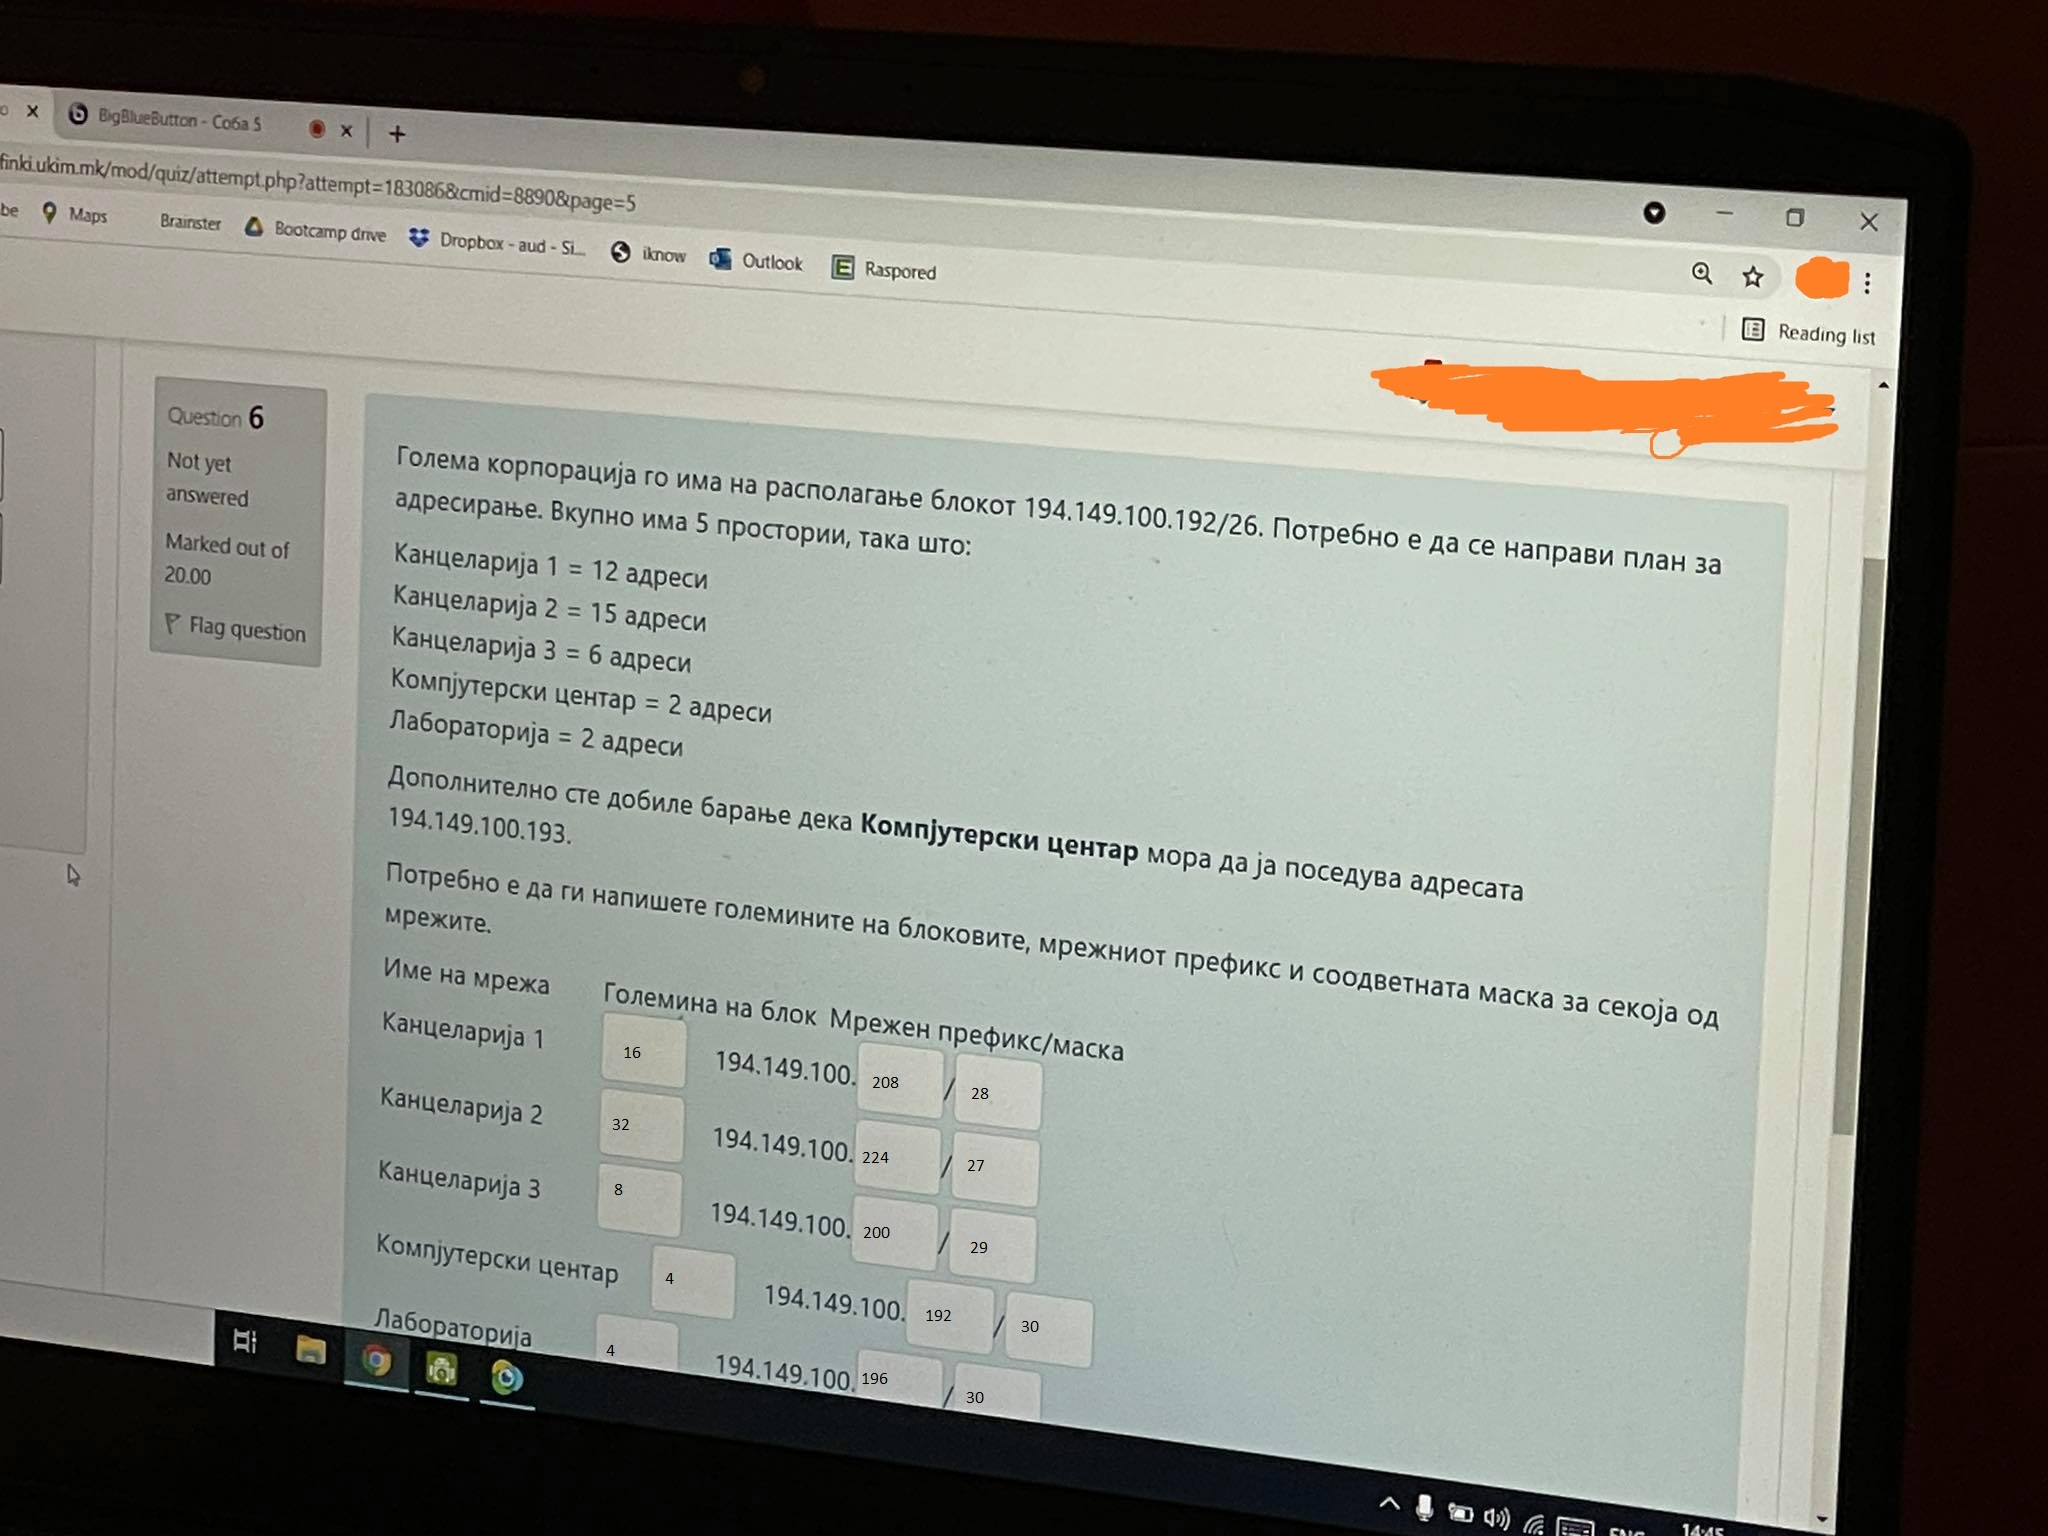 BigBlueButton - Соба 5
finki.ukim.mk/mod/quiz/attempt.php?attempt=183086&cmid=8890&page=5
be Maps Brainster Bootcamp drive Dropbox - aud - Si... iknow Outlook Raspored
Reading list
Question 6
Not yet
answered
Marked out of
20.00
Flag question
Голема корпорација го има на располагање блокот 194.149.100.192/26. Потребно е да се направи план за
адресирање. Вкупно има 5 простории, така што:
Канцеларија 1 = 12 адреси
Канцеларија 2 = 15 адреси
Канцеларија 3 = 6 адреси
Компјутерски центар = 2 адреси
Лабораторија = 2 адреси
Дополнително сте добиле барање дека Компјутерски центар мора да ја поседува адресата
194.149.100.193.
Потребно е да ги напишете големините на блоковите, мрежниот префикс и соодветната маска за секоја од
мрежите.
Име на мрежа Големина на блок Мрежен префикс/маска
Канцеларија 1 16 194.149.100. 208 / 28
Канцеларија 2 32 194.149.100. 224 / 27
Канцеларија 3 8 194.149.100. 200 / 29
Компјутерски центар 4 194.149.100. 192 / 30
Лабораторија 4 194.149.100. 196 / 30
ENG 14:45